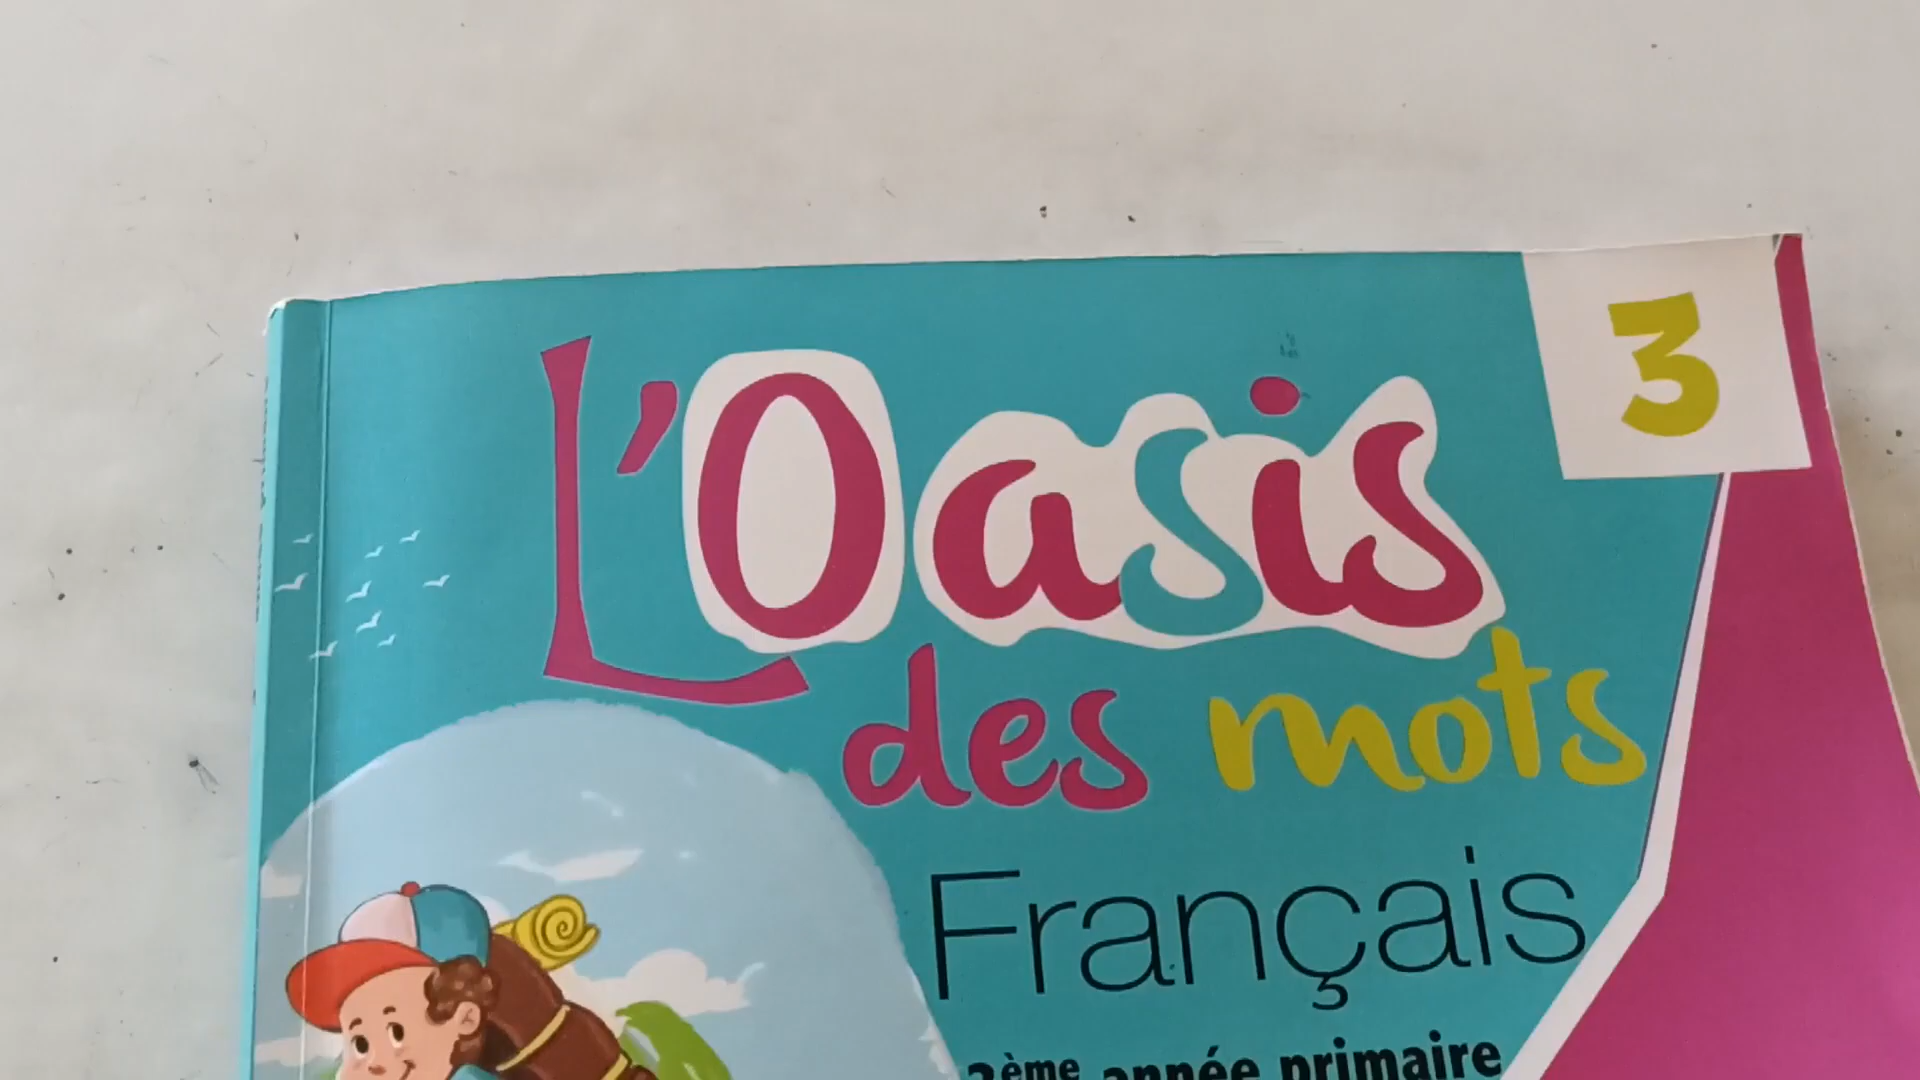 3
L'Oasis
des mots
Français
3ème année primaire